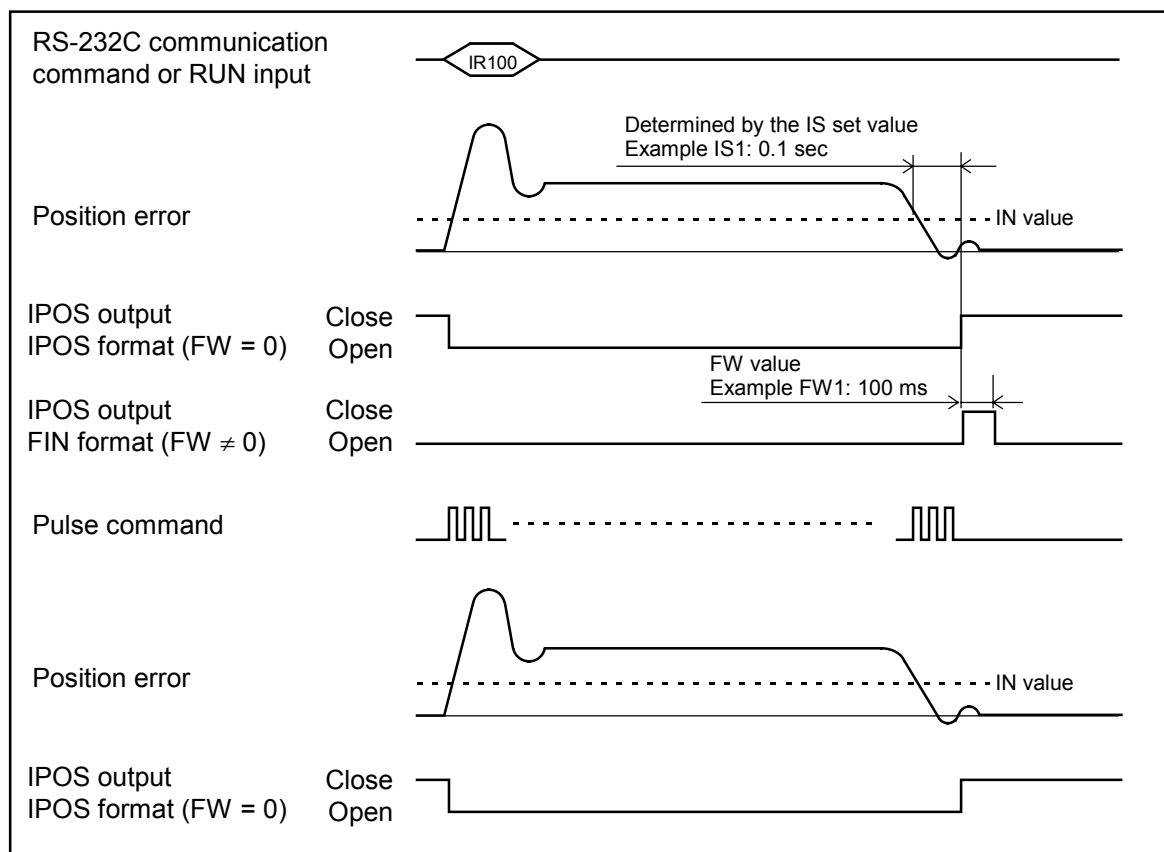 RS-232C communication
command or RUN input
IR100
Determined by the IS set value
Example IS1: 0.1 sec
Position error
IN value
IPOS output Close
IPOS format (FW = 0) Open
FW value
Example FW1: 100 ms
IPOS output Close
FIN format (FW ≠ 0) Open
Pulse command
Position error
IN value
IPOS output Close
IPOS format (FW = 0) Open